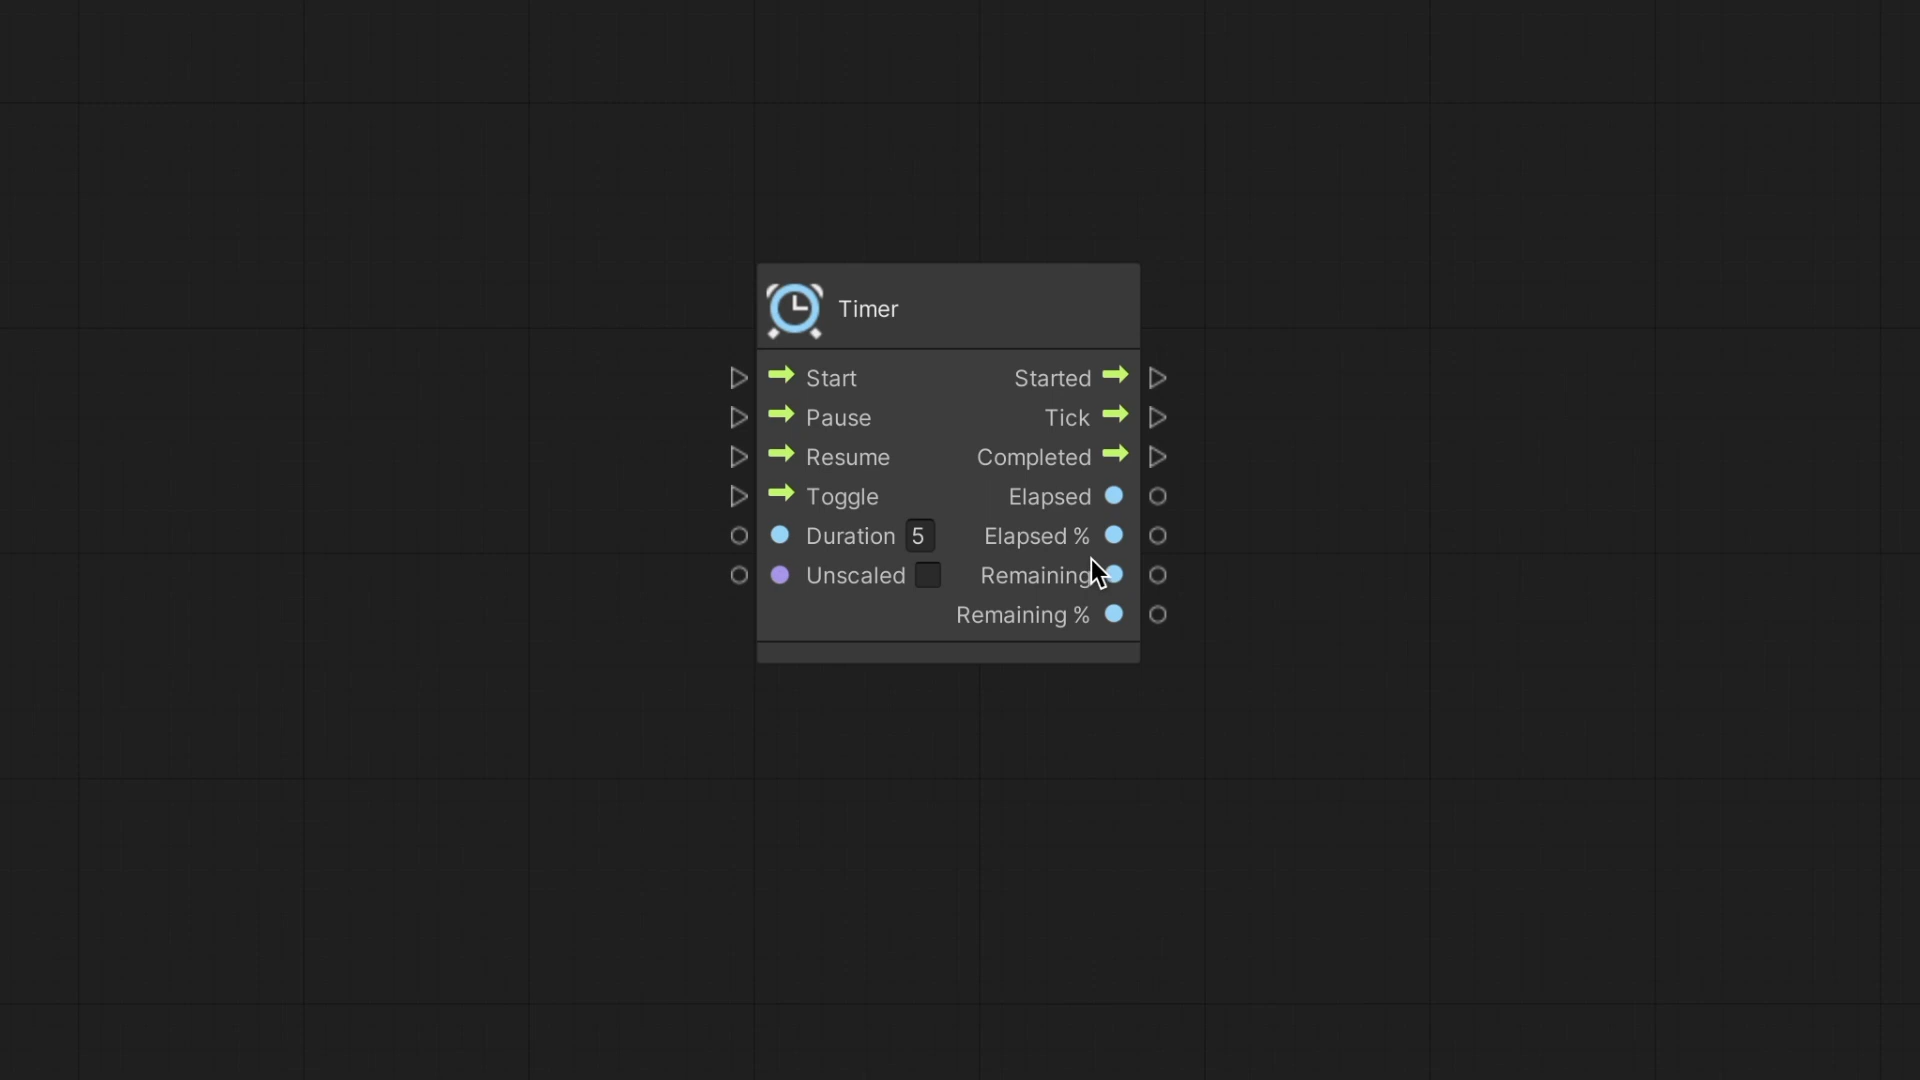 Timer
Start Started
Pause Tick
Resume Completed
Toggle Elapsed
Duration 5 Elapsed %
Unscaled Remaining
Remaining %